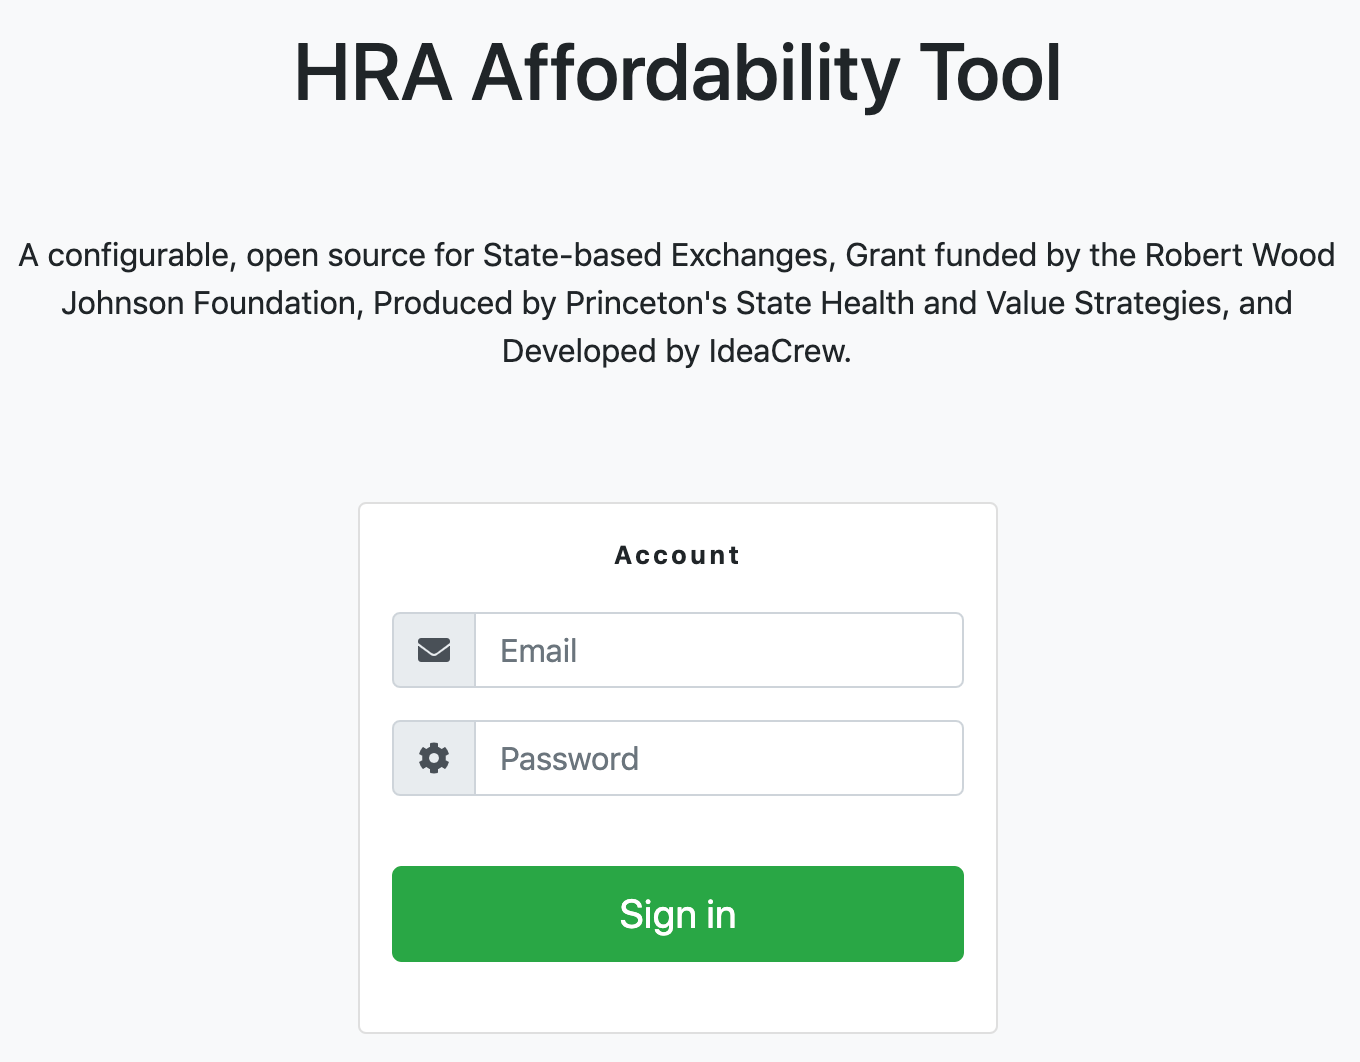 HRA Affordability Tool
A configurable, open source for State-based Exchanges, Grant funded by the Robert Wood
Johnson Foundation, Produced by Princeton's State Health and Value Strategies, and
Developed by IdeaCrew.
Account
Email
Password
Sign in